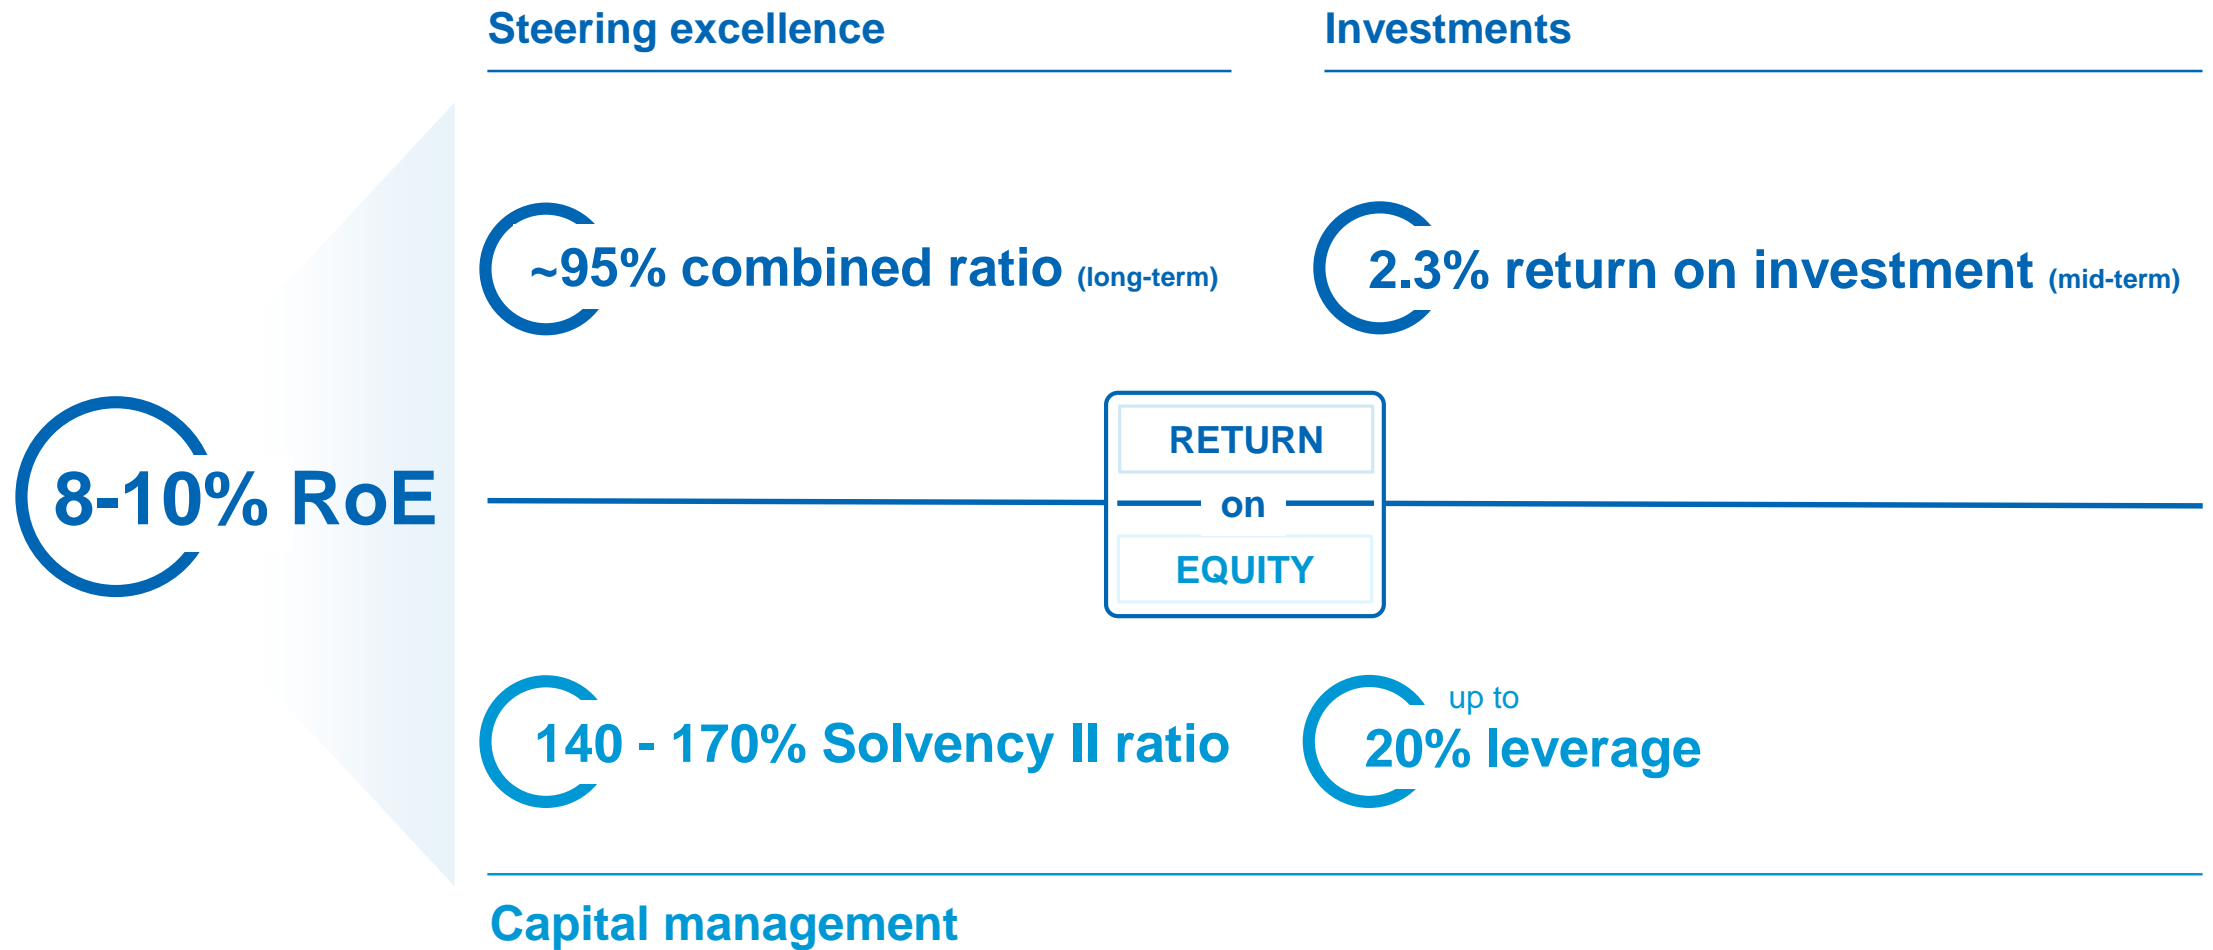 Steering excellence
Investments
~95% combined ratio (long-term)
2.3% return on investment (mid-term)
8-10% RoE
RETURN
on
EQUITY
140 - 170% Solvency II ratio
up to
20% leverage
Capital management